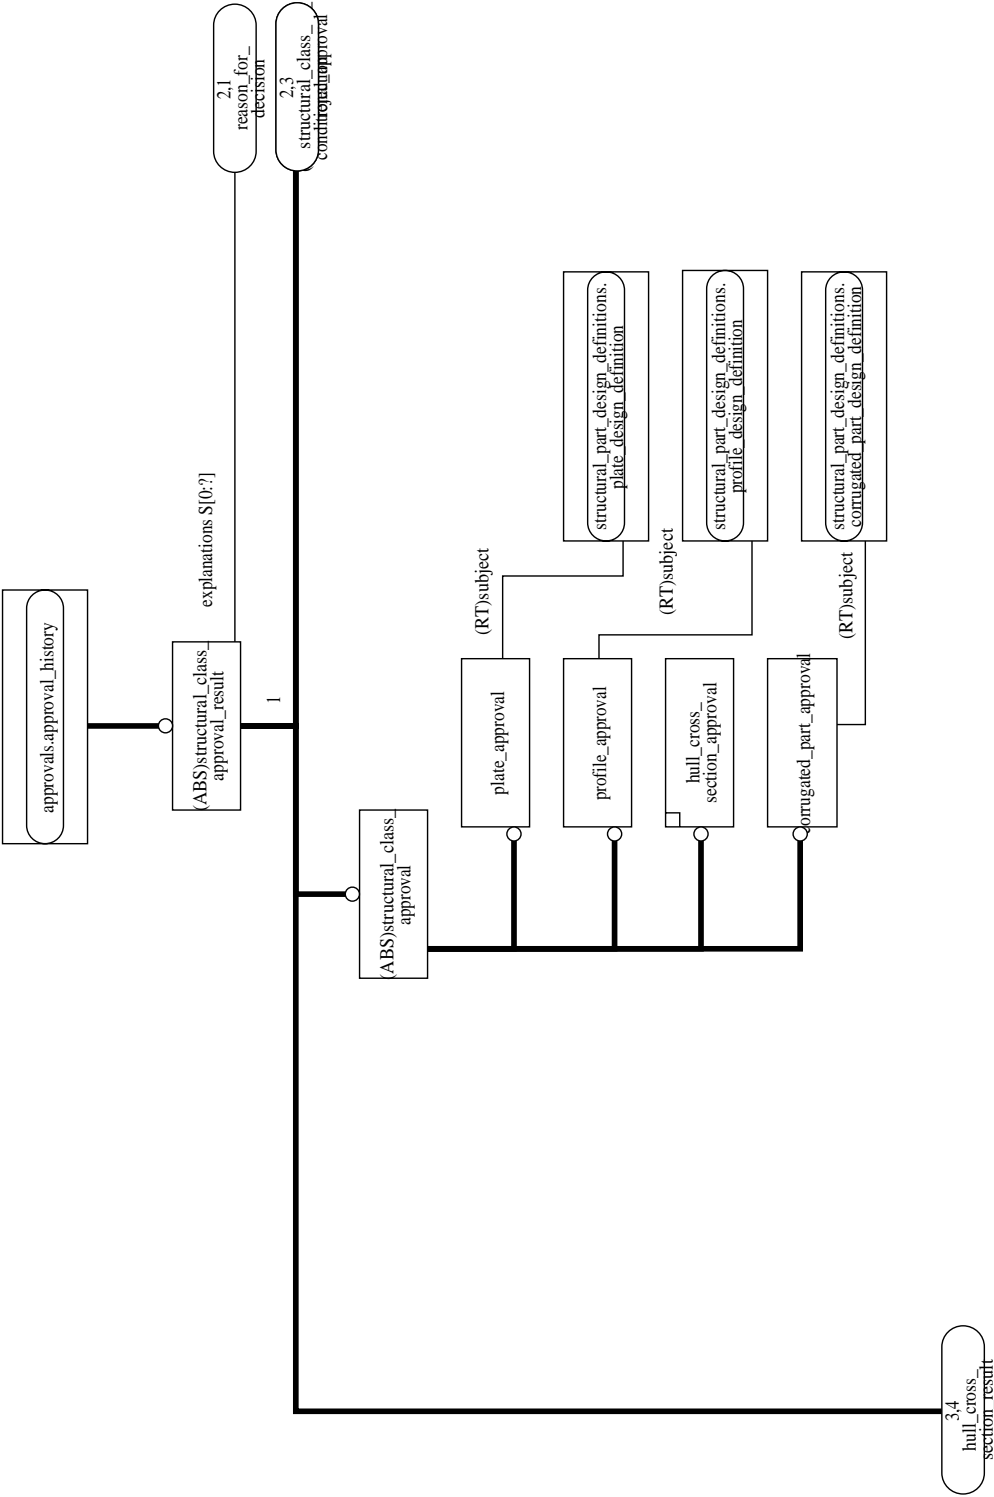 approvals.approval_history
(ABS)structural_class_
approval_result
explanations S[0:?]
1
2,1
reason_for_
decision
2,3
structural_class_
(ABS)structural_class_
approval
plate_approval
(RT)subject
structural_part_design_definitions.
plate_design_definition
profile_approval
(RT)subject
structural_part_design_definitions.
profile_design_definition
hull_cross_
section_approval
corrugated_part_approval
(RT)subject
structural_part_design_definitions.
corrugated_part_design_definition
3,4
hull_cross_
section_result